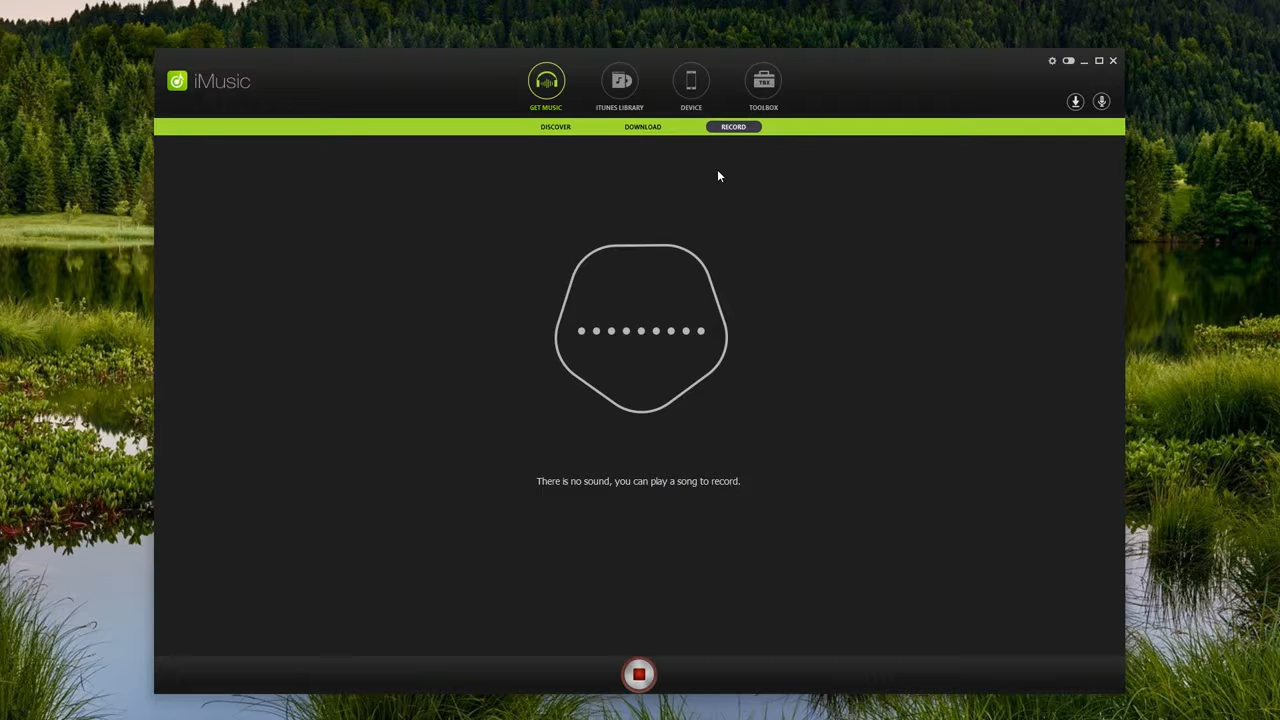 iMusic
GET MUSIC
ITUNES LIBRARY
DEVICE
TBX
TOOLBOX
DISCOVER
DOWNLOAD
RECORD
There is no sound, you can play a song to record.